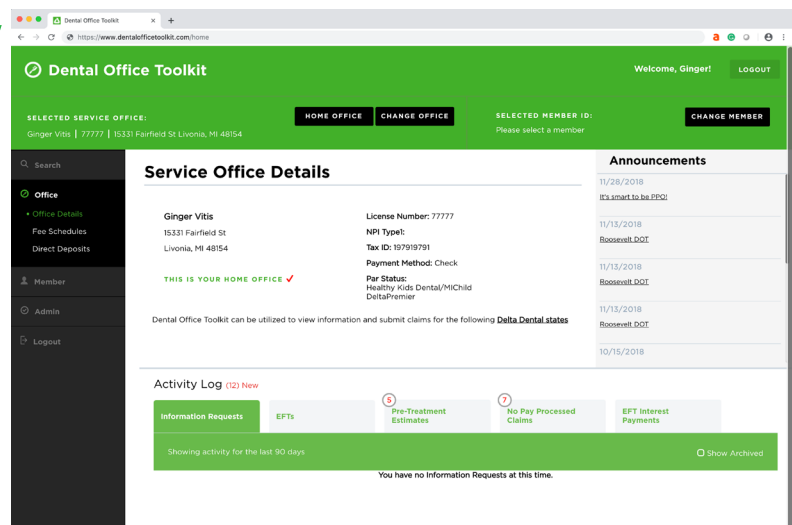 Dental Office Toolkit
https://www.dentalofficetoolkit.com/home
Dental Office Toolkit
Welcome, Ginger!
LOGOUT
SELECTED SERVICE OFFICE:
Ginger Vitis | 77777 | 15331 Fairfield St Livonia, MI 48154
HOME OFFICE
CHANGE OFFICE
SELECTED MEMBER ID:
Please select a member
CHANGE MEMBER
Search
Office
• Office Details
Fee Schedules
Direct Deposits
Member
Admin
Logout
Service Office Details
Ginger Vitis
15331 Fairfield St
Livonia, MI 48154
THIS IS YOUR HOME OFFICE
License Number: 77777
NPI Type1:
Tax ID: 197919791
Payment Method: Check
Par Status:
Healthy Kids Dental/MIChild
DeltaPremier
Dental Office Toolkit can be utilized to view information and submit claims for the following Delta Dental states
Announcements
11/28/2018
It's smart to be PPO!
11/13/2018
Roosevelt DOT
11/13/2018
Roosevelt DOT
11/13/2018
Roosevelt DOT
10/15/2018
Activity Log (12) New
Information Requests
EFTs
5
Pre-Treatment
Estimates
7
No Pay Processed
Claims
EFT Interest
Payments
Showing activity for the last 90 days
Show Archived
You have no Information Requests at this time.